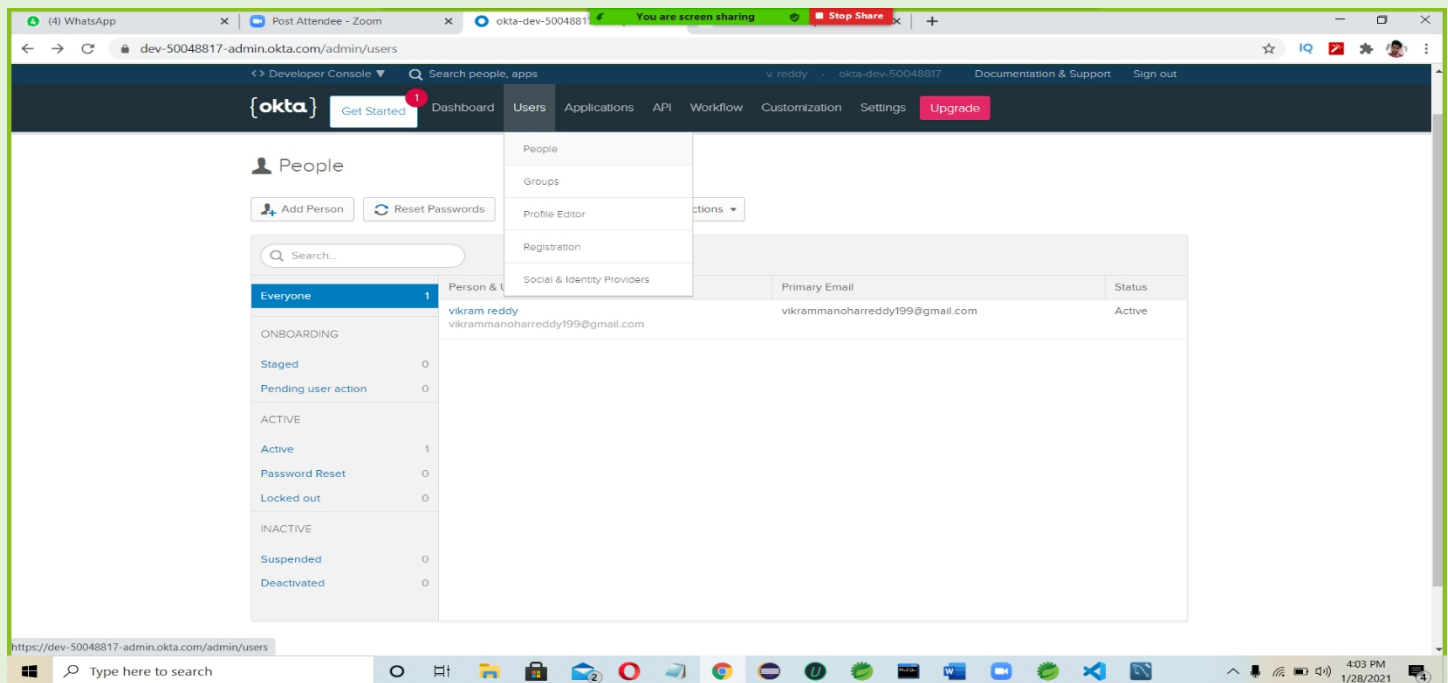 (4) WhatsApp
Post Attendee - Zoom
okta-dev-5004881
You are screen sharing
Stop Share
dev-50048817-admin.okta.com/admin/users
IQ
<> Developer Console ▼
Search people, apps
v. reddy · okta-dev-50048817
Documentation & Support
Sign out
{okta}
Get Started
1
Dashboard
Users
Applications
API
Workflow
Customization
Settings
Upgrade
People
Groups
Profile Editor
Registration
Social & Identity Providers
People
Add Person
Reset Passwords
ctions
Search...
Person & U
Primary Email
Status
Everyone 1
vikram reddy
vikrammanoharreddy199@gmail.com
vikrammanoharreddy199@gmail.com
Active
ONBOARDING
Staged 0
Pending user action 0
ACTIVE
Active 1
Password Reset 0
Locked out 0
INACTIVE
Suspended 0
Deactivated 0
https://dev-50048817-admin.okta.com/admin/users
Type here to search
2
4:03 PM
1/28/2021
4